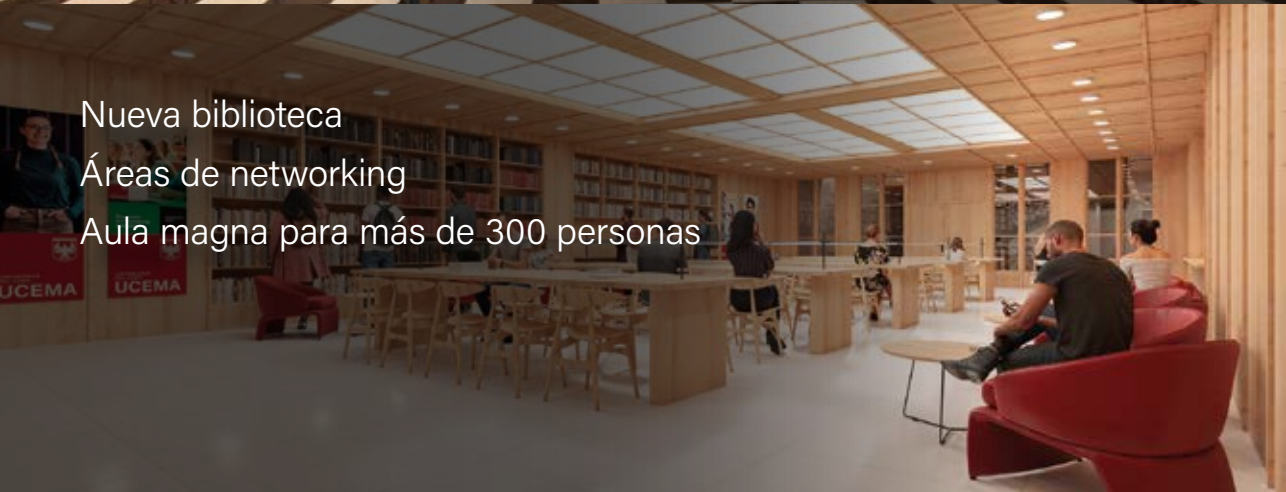 Nueva biblioteca
Áreas de networking
Aula magna para más de 300 personas
UCEMA
UCEMA